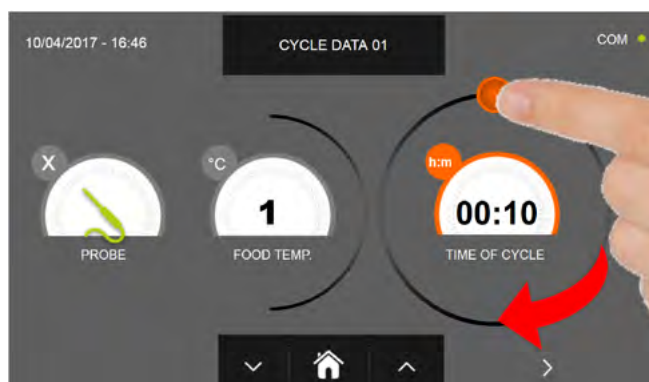 10/04/2017 - 16:46
CYCLE DATA 01
COM
X
°C
h:m
1
00:10
PROBE
FOOD TEMP.
TIME OF CYCLE